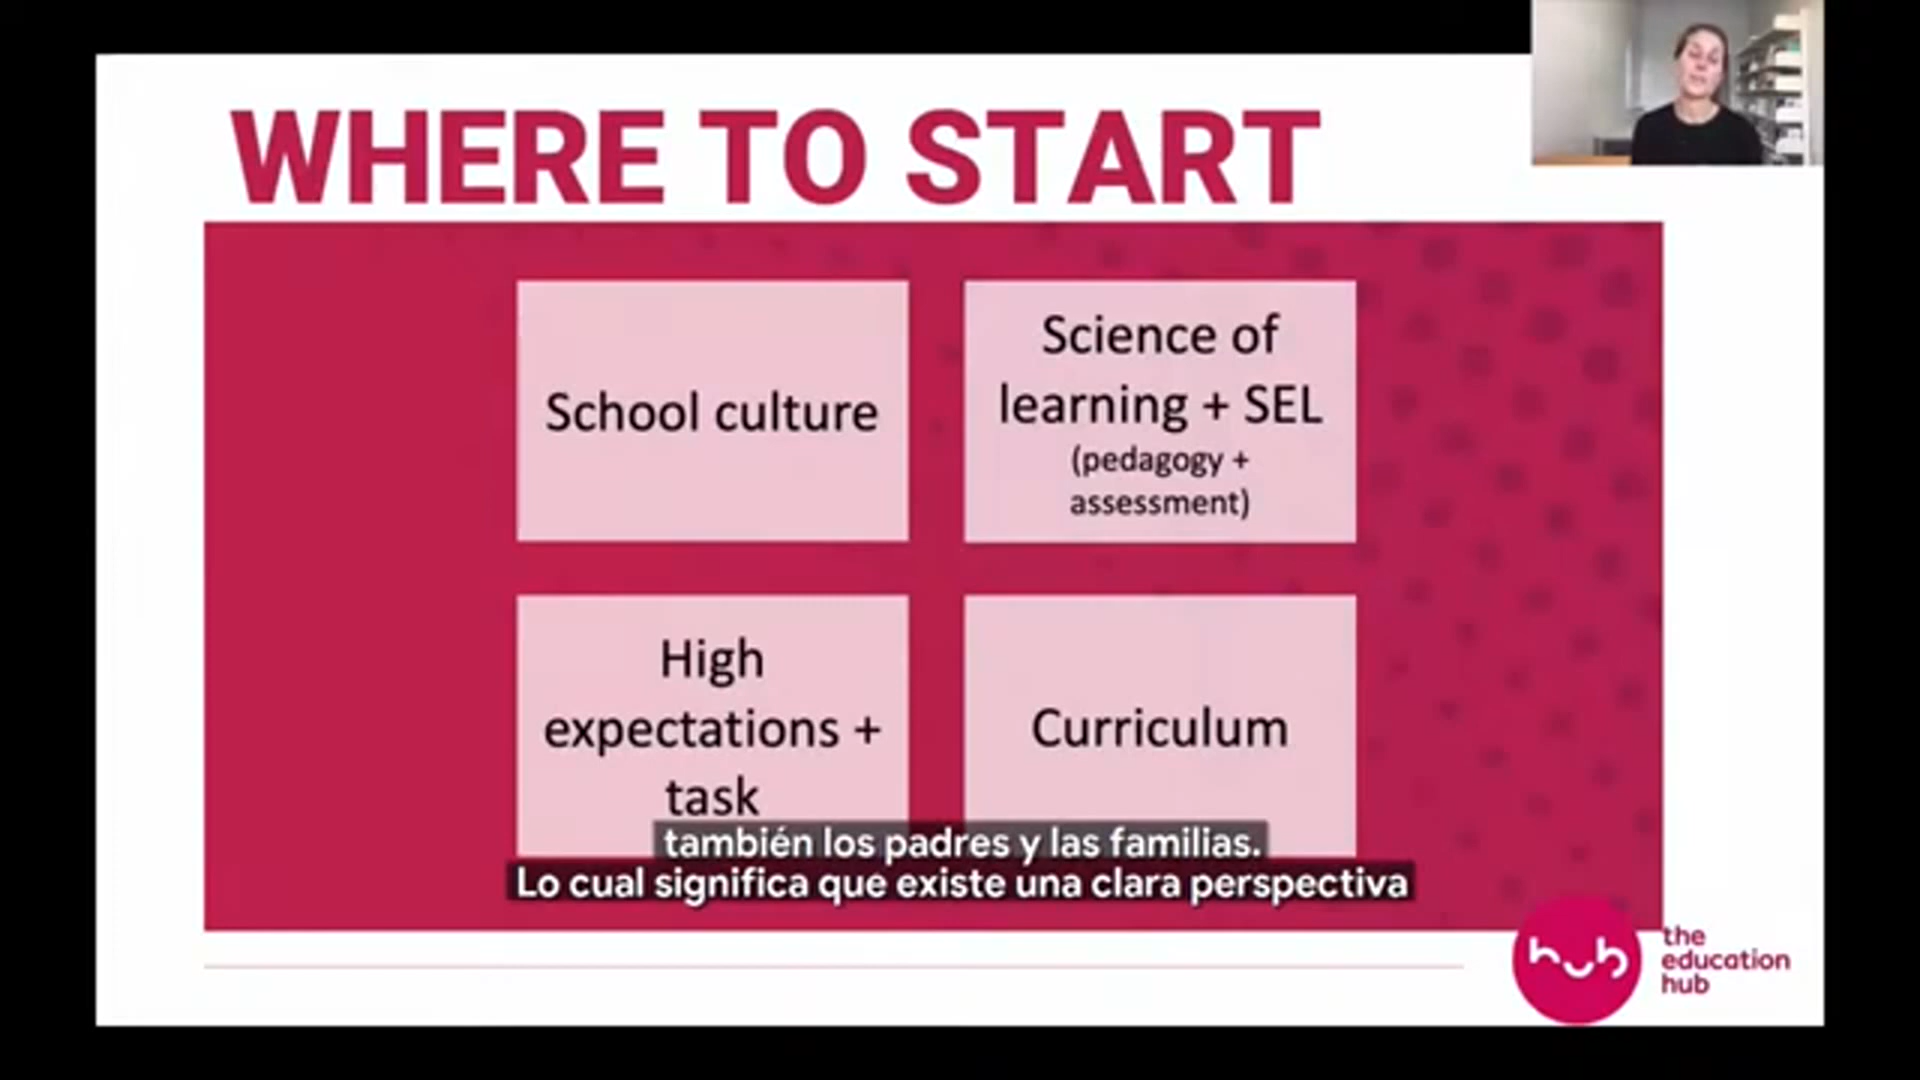 WHERE TO START
School culture
Science of
learning + SEL
(pedagogy +
assessment)
High
expectations +
task
Curriculum
también los padres y las familias.
Lo cual significa que existe una clara perspectiva
hub
the
education
hub